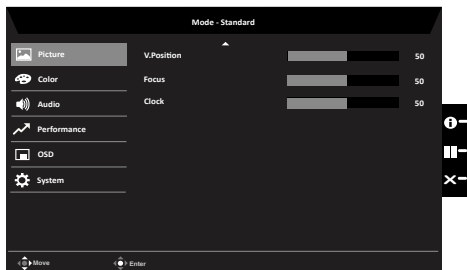 Mode - Standard
Picture
V.Position 50
Color
Focus 50
Audio
Clock 50
Performance
OSD
System
Move Enter